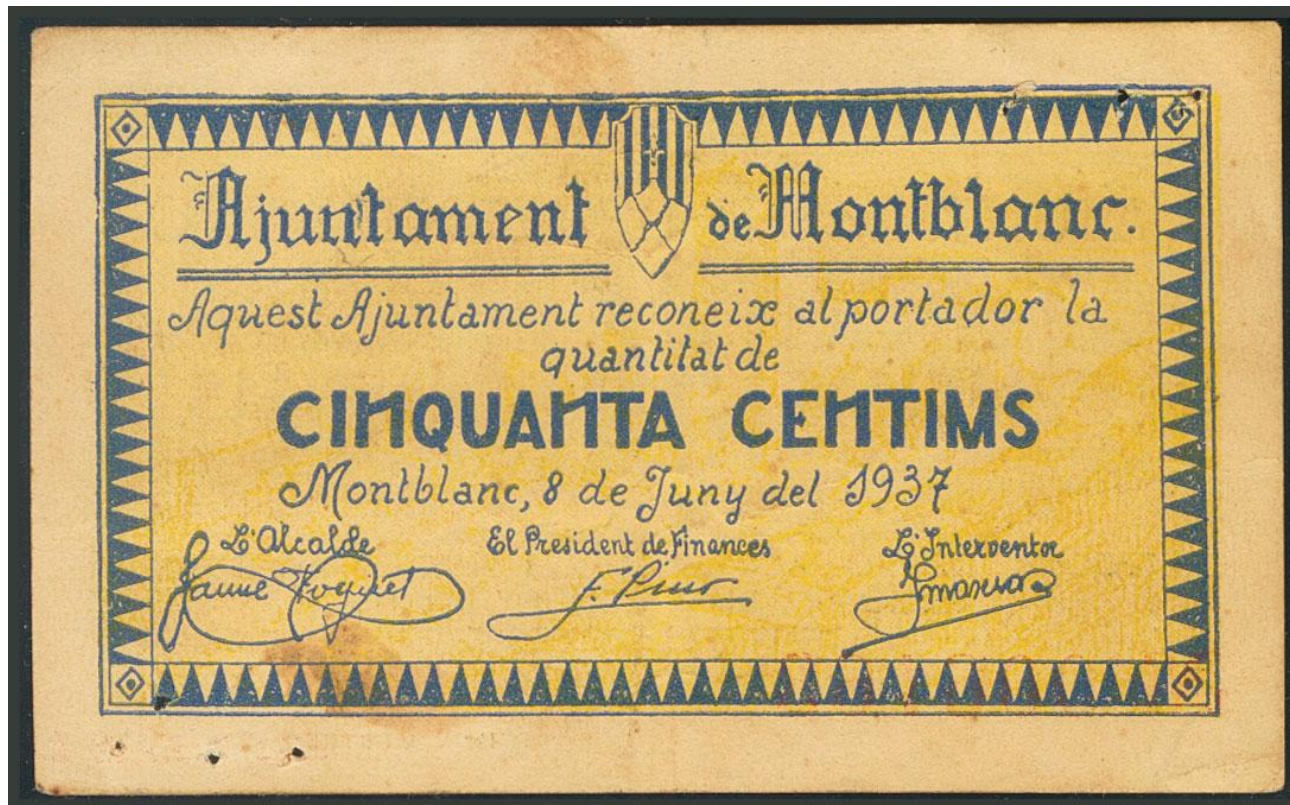 Ajuntament de Montblanc.
Aquest Ajuntament reconeix al portador la
quantitat de
CINQUANTA CENTIMS
Montblanc, 8 de Juny del 1937
L'Alcalde El President de Finances L'Interventor
Jaume